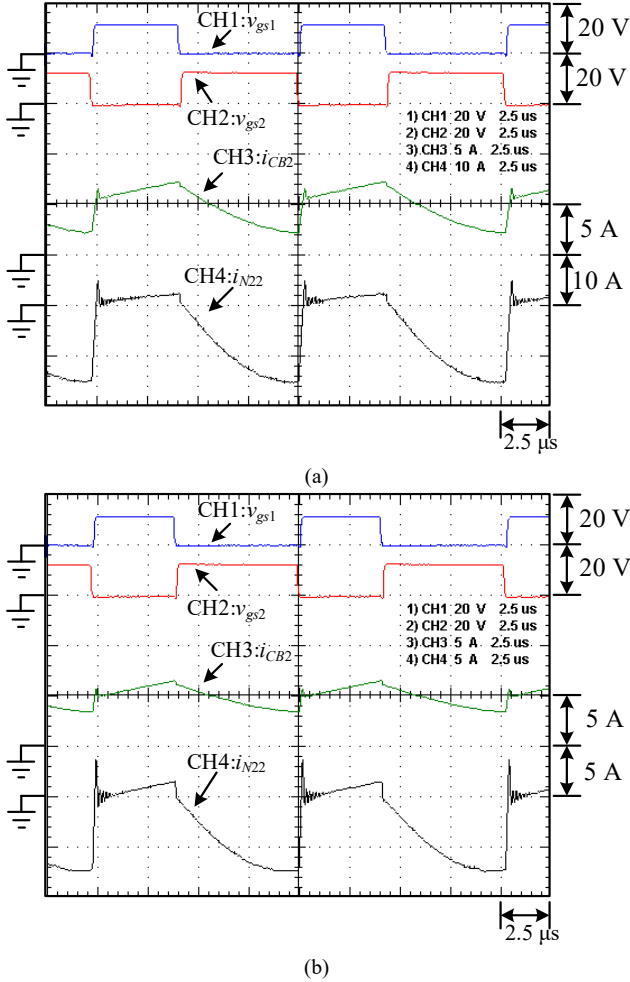 CH1:vgs1
20 V
20 V
CH2:vgs2
1) CH1 20 V 2.5 us
2) CH2 20 V 2.5 us
3) CH3 5 A 2.5 us
4) CH4 10 A 2.5 us
CH3:iCB2
5 A
CH4:iN22
10 A
2.5 μs
(a)
CH1:vgs1
20 V
20 V
CH2:vgs2
1) CH1 20 V 2.5 us
2) CH2 20 V 2.5 us
3) CH3 5 A 2.5 us
4) CH4 5 A 2.5 us
CH3:iCB2
5 A
CH4:iN22
5 A
2.5 μs
(b)